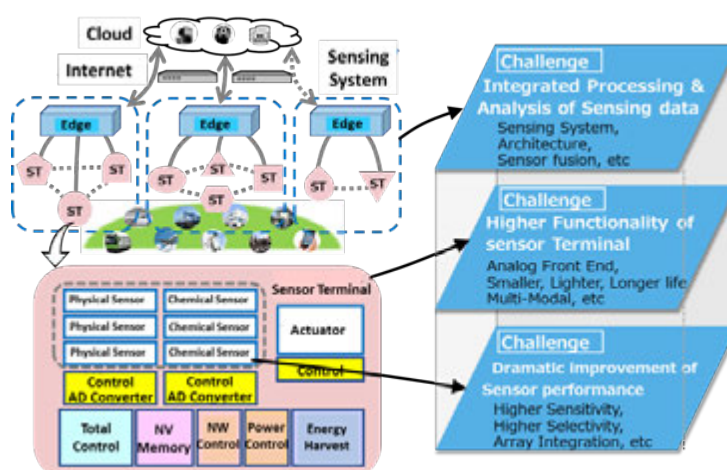 Cloud
Internet
Sensing
System
Edge
Edge
Edge
ST
ST
ST
ST
ST
ST
ST
ST
ST
Sensor Terminal
Physical Sensor
Chemical Sensor
Physical Sensor
Chemical Sensor
Physical Sensor
Chemical Sensor
Actuator
Control
Control
AD Converter
Control
AD Converter
Total
Control
NV
Memory
NW
Control
Power
Control
Energy
Harvest
Challenge
Integrated Processing &
Analysis of Sensing data
Sensing System,
Architecture,
Sensor fusion, etc
Challenge
Higher Functionality of
sensor Terminal
Analog Front End,
Smaller, Lighter, Longer life
Multi-Modal, etc
Challenge
Dramatic improvement of
Sensor performance
Higher Sensitivity,
Higher Selectivity,
Array Integration, etc